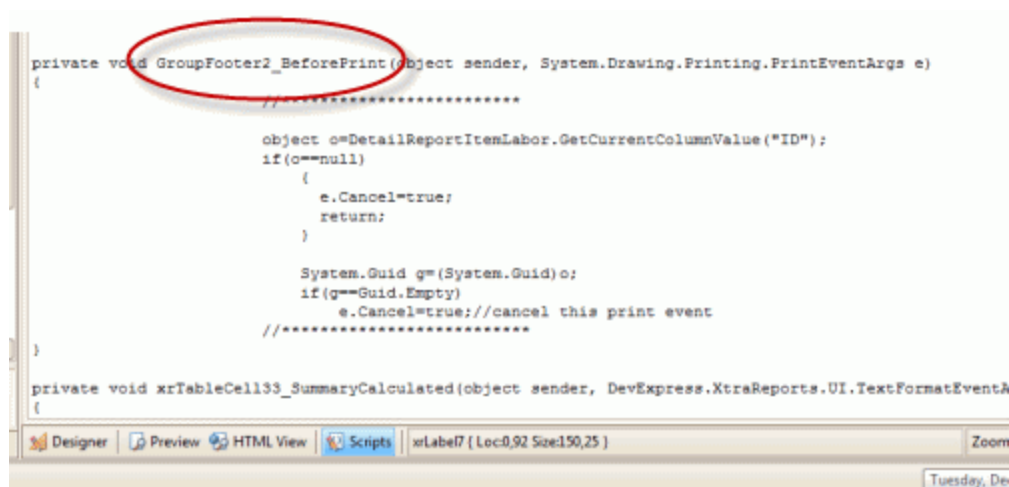 private void GroupFooter2_BeforePrint(object sender, System.Drawing.Printing.PrintEventArgs e)
{
//***************************
object o=DetailReportItemLabor.GetCurrentColumnValue("ID");
if(o==null)
{
e.Cancel=true;
return;
}
System.Guid g=(System.Guid)o;
if(g==Guid.Empty)
e.Cancel=true;//cancel this print event
//****************************
}
private void xrTableCell33_SummaryCalculated(object sender, DevExpress.XtraReports.UI.TextFormatEventA
{
Designer Preview HTML View Scripts xrLabel7 { Loc:0,92 Size:150,25 } Zoom
Tuesday, De